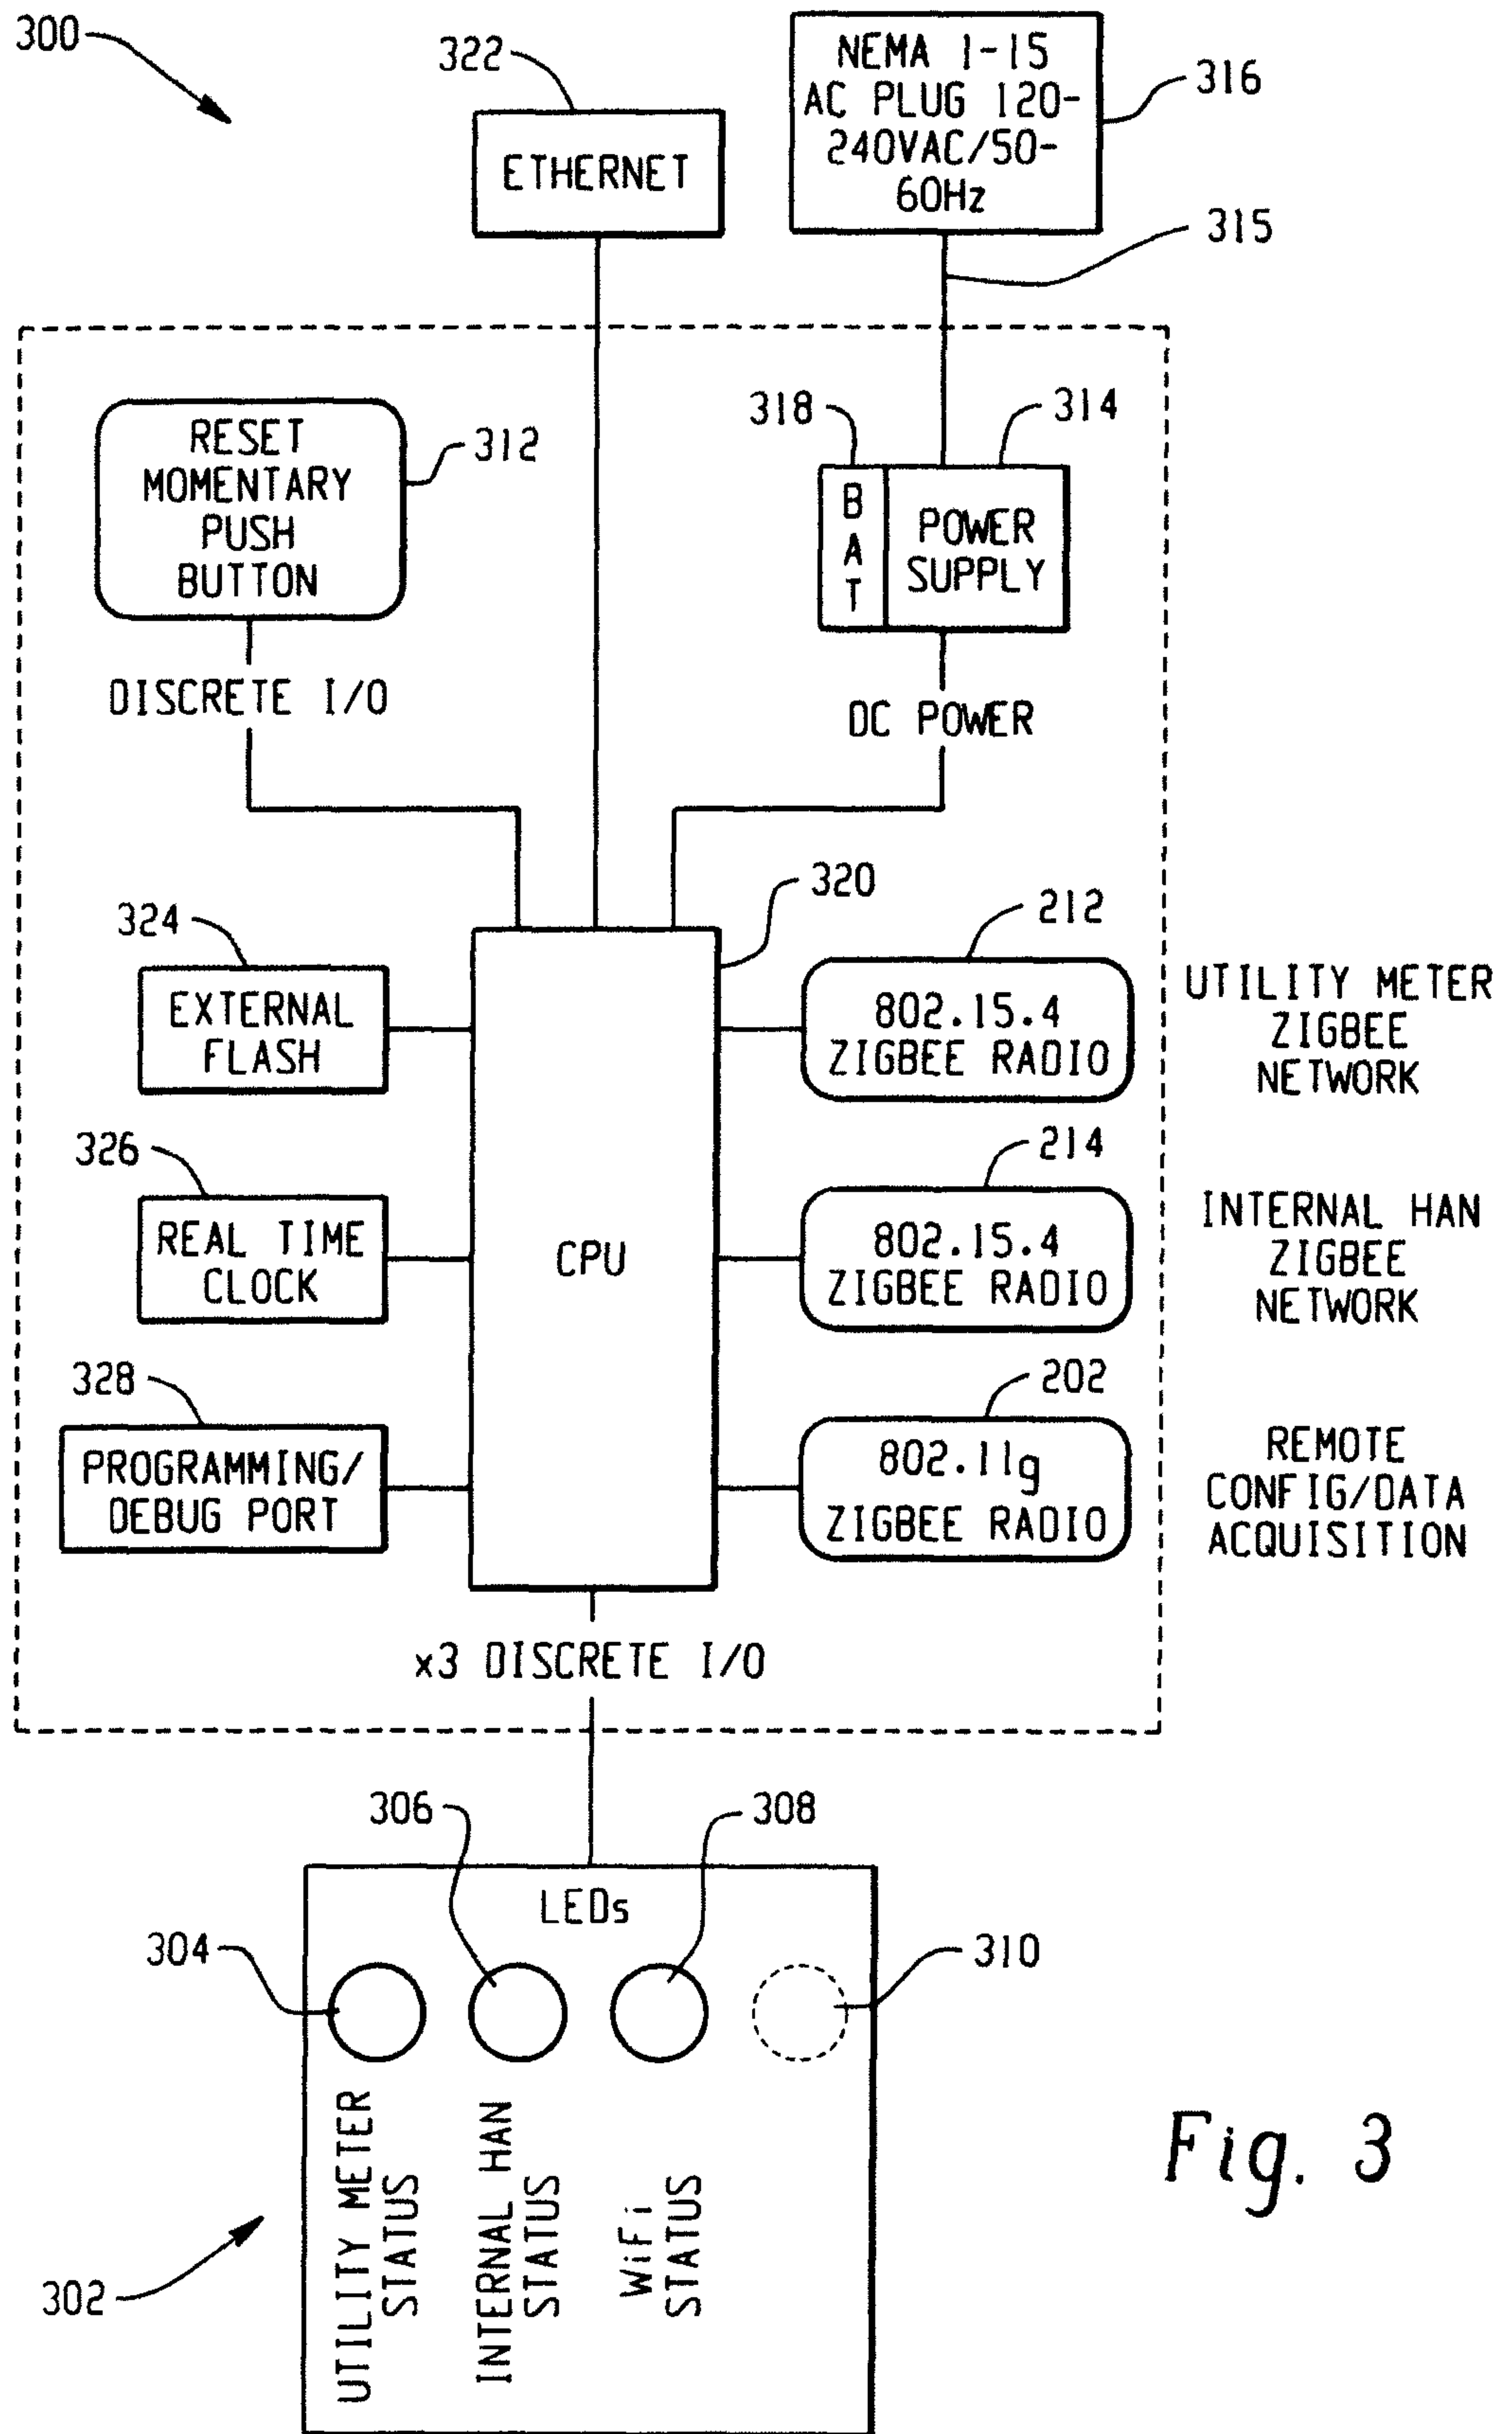 300
322
ETHERNET
NEMA 1-15
AC PLUG 120-
240VAC/50-
60Hz
316
315
RESET
MOMENTARY
PUSH
BUTTON
312
318
314
BAT
POWER
SUPPLY
DISCRETE I/O
DC POWER
320
324
EXTERNAL
FLASH
212
802.15.4
ZIGBEE RADIO
UTILITY METER
ZIGBEE
NETWORK
326
REAL TIME
CLOCK
CPU
214
802.15.4
ZIGBEE RADIO
INTERNAL HAN
ZIGBEE
NETWORK
328
PROGRAMMING/
DEBUG PORT
202
802.11g
ZIGBEE RADIO
REMOTE
CONFIG/DATA
ACQUISITION
x3 DISCRETE I/O
306
308
LEDs
304
310
UTILITY METER
STATUS
INTERNAL HAN
STATUS
WiFi
STATUS
302
Fig. 3